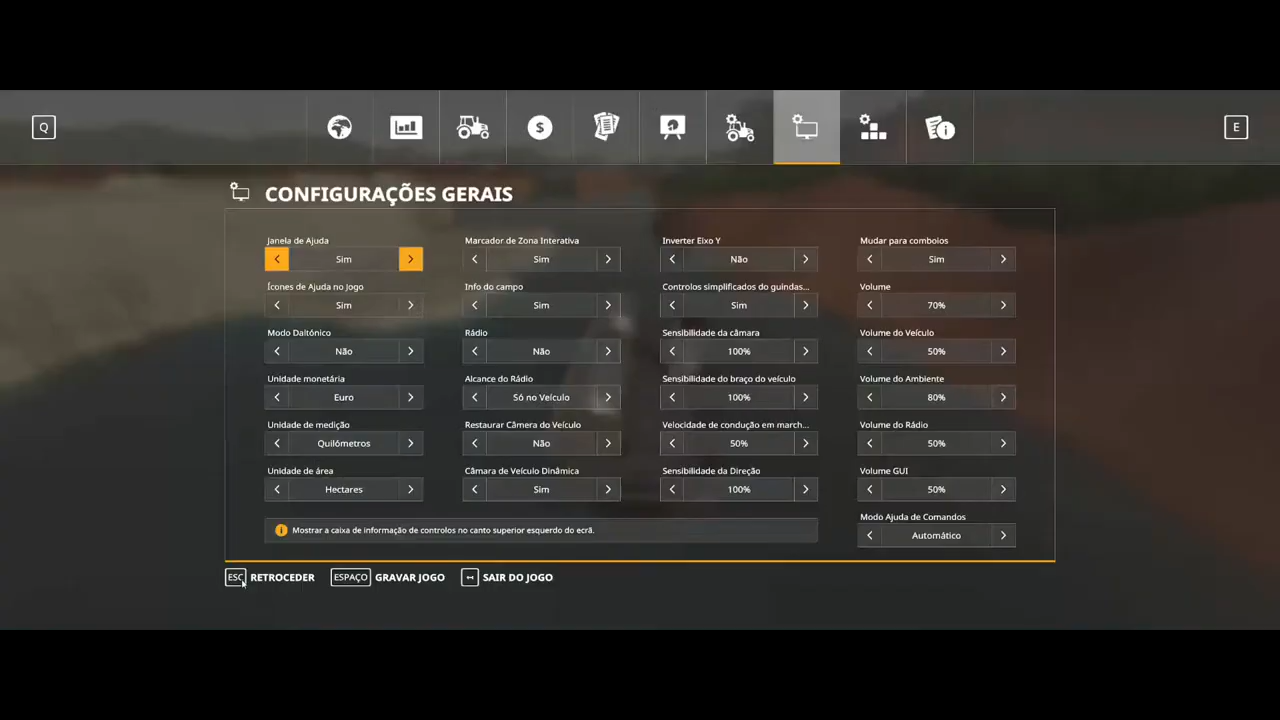 Q
$
E
CONFIGURAÇÕES GERAIS
Janela de Ajuda
Sim
Marcador de Zona Interativa
Sim
Inverter Eixo Y
Não
Mudar para comboios
Sim
Ícones de Ajuda no Jogo
Sim
Info do campo
Sim
Controlos simplificados do guindas...
Sim
Volume
70%
Modo Daltónico
Não
Rádio
Não
Sensibilidade da câmara
100%
Volume do Veículo
50%
Unidade monetária
Euro
Alcance do Rádio
Só no Veículo
Sensibilidade do braço do veículo
100%
Volume do Ambiente
80%
Unidade de medição
Quilómetros
Restaurar Câmera do Veículo
Não
Velocidade de condução em march...
50%
Volume do Rádio
50%
Unidade de área
Hectares
Câmara de Veículo Dinâmica
Sim
Sensibilidade da Direção
100%
Volume GUI
50%
Mostrar a caixa de informação de controlos no canto superior esquerdo do ecrã.
Modo Ajuda de Comandos
Automático
ESC RETROCEDER ESPAÇO GRAVAR JOGO SAIR DO JOGO